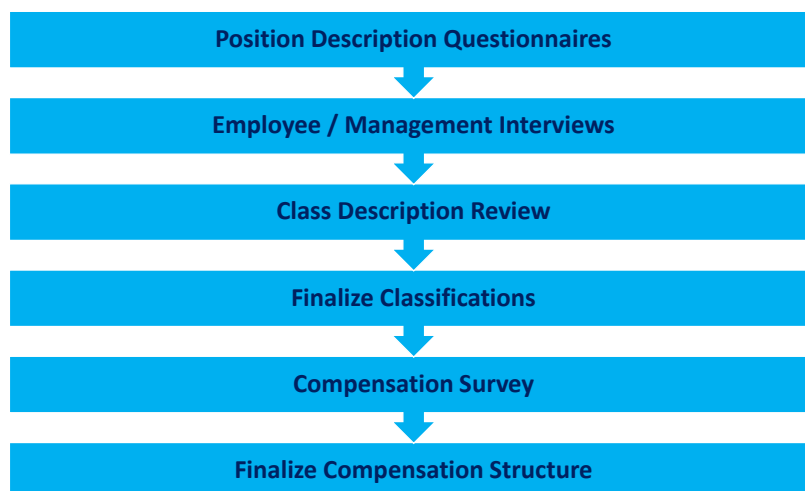 Position Description Questionnaires
Employee / Management Interviews
Class Description Review
Finalize Classifications
Compensation Survey
Finalize Compensation Structure